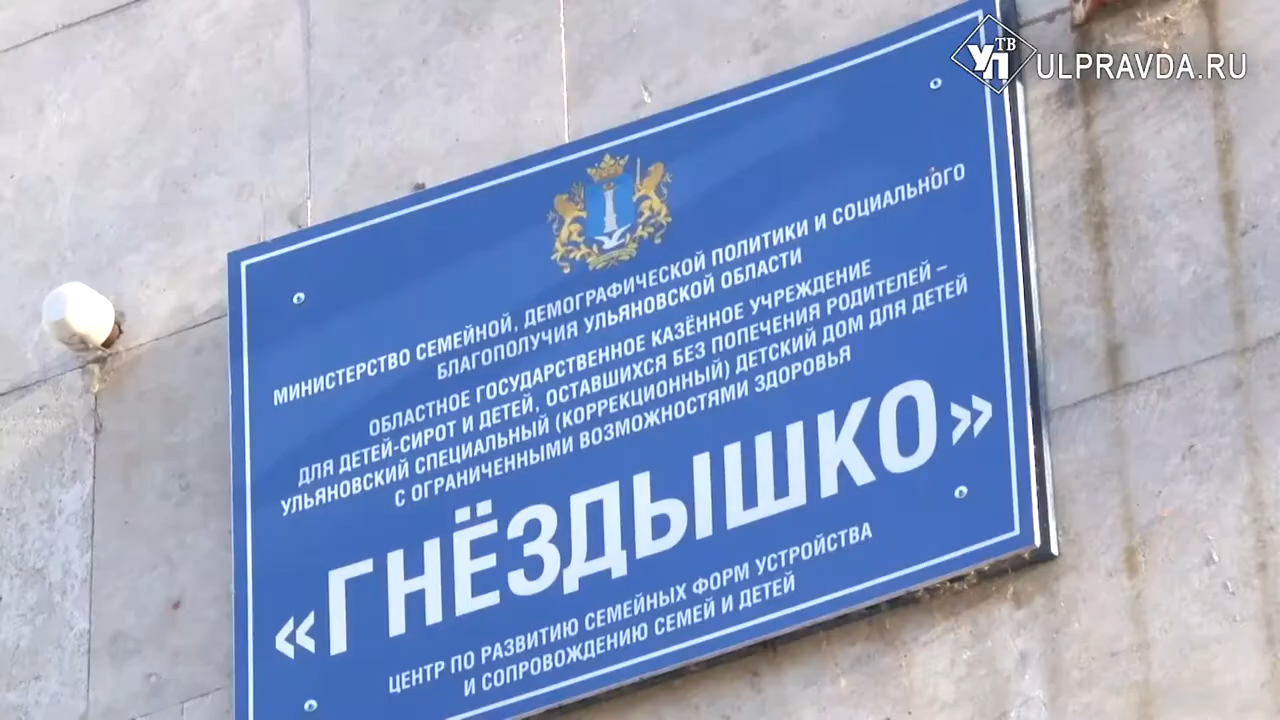 УП ТВ ULPRAVDA.RU
МИНИСТЕРСТВО СЕМЕЙНОЙ, ДЕМОГРАФИЧЕСКОЙ ПОЛИТИКИ И СОЦИАЛЬНОГО
БЛАГОПОЛУЧИЯ УЛЬЯНОВСКОЙ ОБЛАСТИ
ОБЛАСТНОЕ ГОСУДАРСТВЕННОЕ КАЗЁННОЕ УЧРЕЖДЕНИЕ
ДЛЯ ДЕТЕЙ-СИРОТ И ДЕТЕЙ, ОСТАВШИХСЯ БЕЗ ПОПЕЧЕНИЯ РОДИТЕЛЕЙ –
УЛЬЯНОВСКИЙ СПЕЦИАЛЬНЫЙ (КОРРЕКЦИОННЫЙ) ДЕТСКИЙ ДОМ ДЛЯ ДЕТЕЙ
С ОГРАНИЧЕННЫМИ ВОЗМОЖНОСТЯМИ ЗДОРОВЬЯ
«ГНЁЗДЫШКО»
ЦЕНТР ПО РАЗВИТИЮ СЕМЕЙНЫХ ФОРМ УСТРОЙСТВА
И СОПРОВОЖДЕНИЮ СЕМЕЙ И ДЕТЕЙ